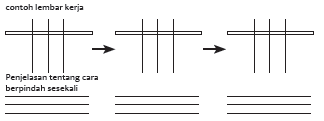 contoh lembar kerja
Penjelasan tentang cara
berpindah sesekali